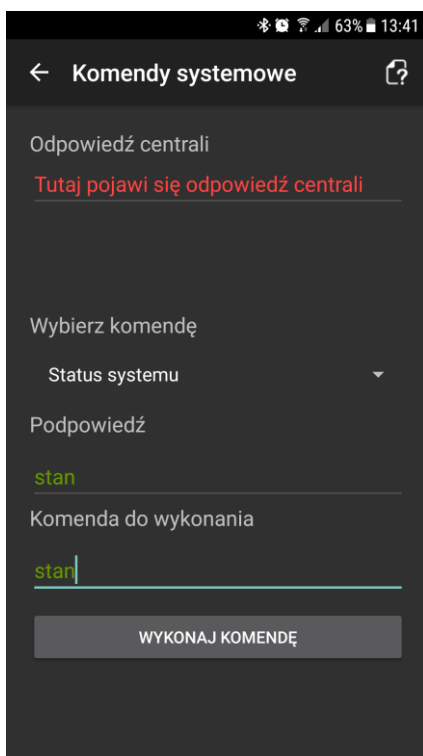 63% 13:41
Komendy systemowe
Odpowiedź centrali
Tutaj pojawi się odpowiedź centrali
Wybierz komendę
Status systemu
Podpowiedź
stan
Komenda do wykonania
stan
WYKONAJ KOMENDĘ